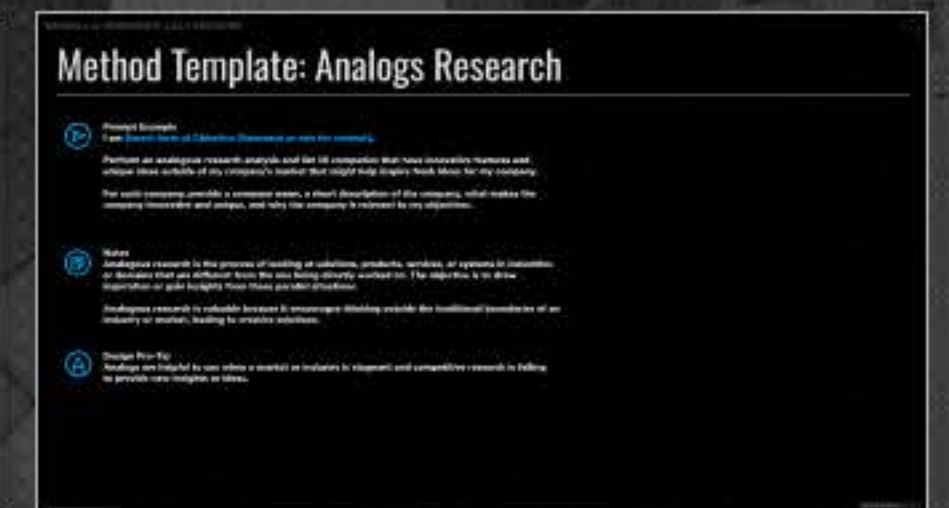 Method Template: Analogs Research
Prompt Example
I am
Perform an analogous research analysis and list 10 companies that have innovative features and
unique ideas outside of my company's market that might help inspire fresh ideas for my company.
For each company, provide a company name, a short description of the company, what makes the
company innovative and unique, and why the company is relevant to my objectives.
Notes
Analogous research is the process of looking at solutions, products, services, or systems in industries
or domains that are different from the one being directly worked on. The objective is to draw
inspiration or gain insights from these parallel situations.
Analogous research is valuable because it encourages thinking outside the traditional boundaries of an
industry or market, leading to creative solutions.
Design Pro-Tip
Analogs are helpful to use when a market or industry is stagnant and competitive research is failing
to provide new insights or ideas.